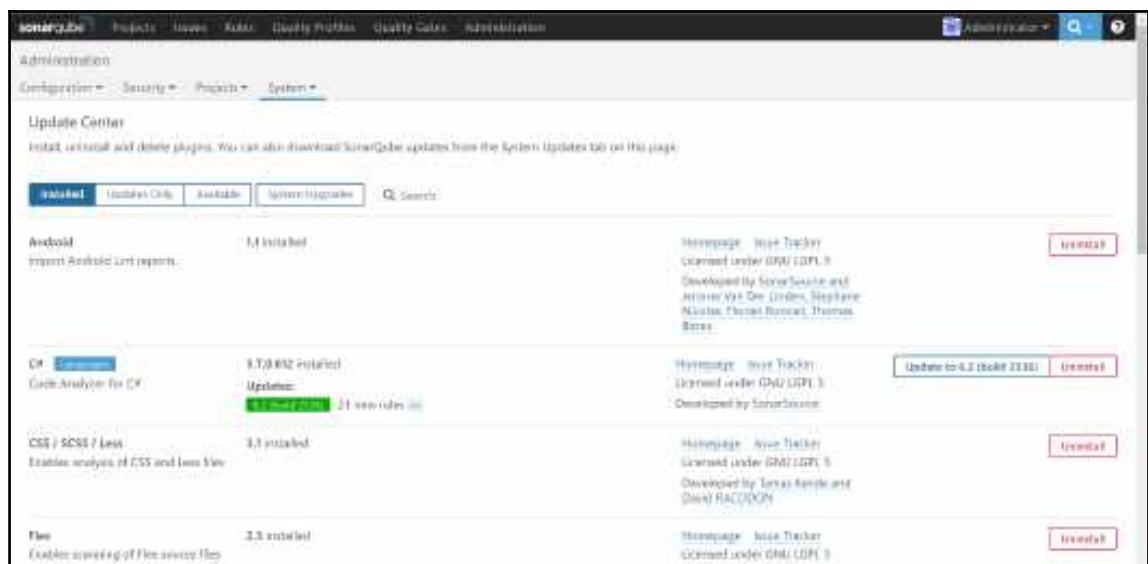 sonarqube Projects Issues Rules Quality Profiles Quality Gates Administration Administrator
Administration
Configuration Security Projects System
Update Center
Install, uninstall and delete plugins. You can also download SonarQube updates from the System Updates tab on this page.
Installed Updates Only Available System Upgrades Search
Android 1.1 installed Homepage Issue Tracker Uninstall
Import Android Lint reports. Licensed under GNU LGPL 3
Developed by SonarSource and
Jerome Van Der Linden, Stephane
Nicolas, Florian Roncari, Thomas
Bores
C# Languages 5.7.0.612 installed Homepage Issue Tracker Uninstall
Code Analyzer for C# Updates: Licensed under GNU LGPL 3
21 new rules Developed by SonarSource
CSS / SCSS / Less 3.1 installed Homepage Issue Tracker Uninstall
Enables analysis of CSS and Less files Licensed under GNU LGPL 3
Developed by Tamas Kende and
David RACODON
Flex 2.3 installed Homepage Issue Tracker Uninstall
Enables scanning of Flex source files Licensed under GNU LGPL 3